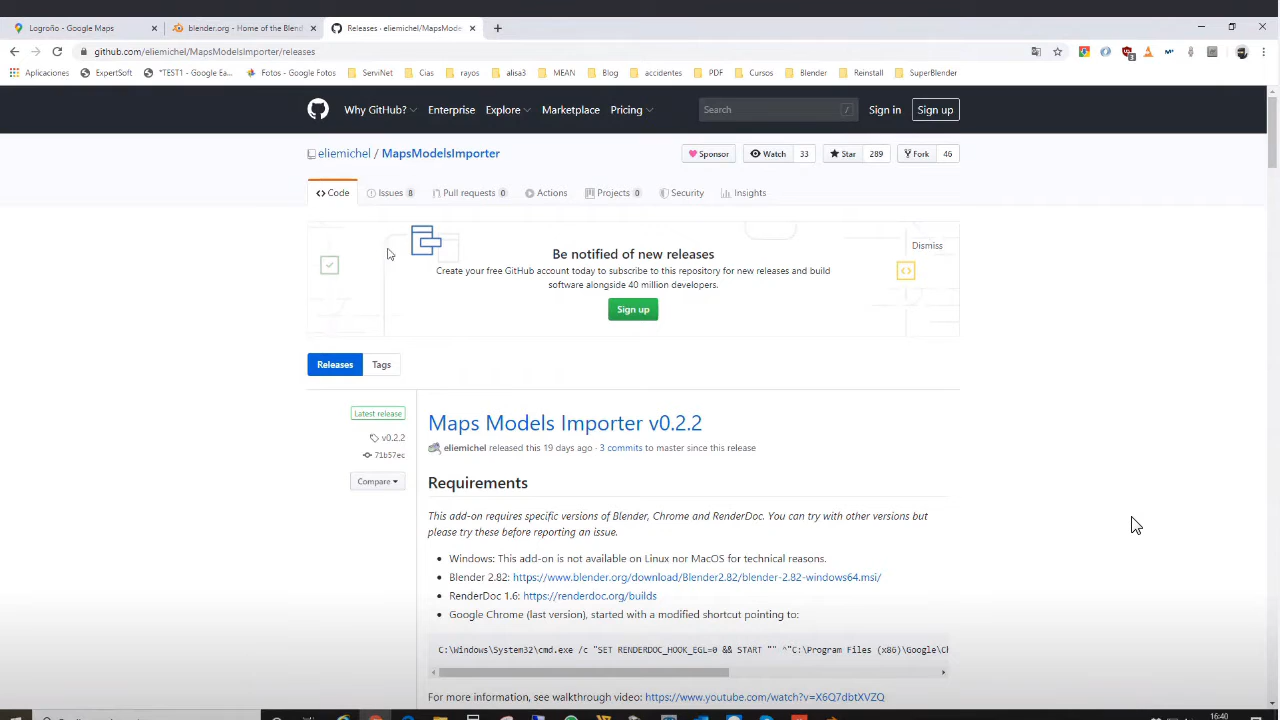 Logroño - Google Maps
blender.org - Home of the Blend
Releases · eliemichel/MapsMode
github.com/eliemichel/MapsModelsImporter/releases
Aplicaciones ExpertSoft *TEST1 - Google Ea... Fotos - Google Fotos ServiNet Cias rayos alisa3 MEAN Blog accidentes PDF Cursos Blender Reinstall SuperBlender
Why GitHub? Enterprise Explore Marketplace Pricing Search / Sign in Sign up
eliemichel / MapsModelsImporter Sponsor Watch 33 Star 289 Fork 46
Code Issues 8 Pull requests 0 Actions Projects 0 Security Insights
Be notified of new releases
Dismiss
Create your free GitHub account today to subscribe to this repository for new releases and build
software alongside 40 million developers.
Sign up
Releases Tags
Latest release
v0.2.2
71b57ec
Compare
Maps Models Importer v0.2.2
eliemichel released this 19 days ago · 3 commits to master since this release
Requirements
This add-on requires specific versions of Blender, Chrome and RenderDoc. You can try with other versions but
please try these before reporting an issue.
Windows: This add-on is not available on Linux nor MacOS for technical reasons.
Blender 2.82: https://www.blender.org/download/Blender2.82/blender-2.82-windows64.msi/
RenderDoc 1.6: https://renderdoc.org/builds
Google Chrome (last version), started with a modified shortcut pointing to:
C:\Windows\System32\cmd.exe /c "SET RENDERDOC_HOOK_EGL=0 && START "" ^"C:\Program Files (x86)\Google\Ch
For more information, see walkthrough video: https://www.youtube.com/watch?v=X6Q7dbtXVZQ
16:40